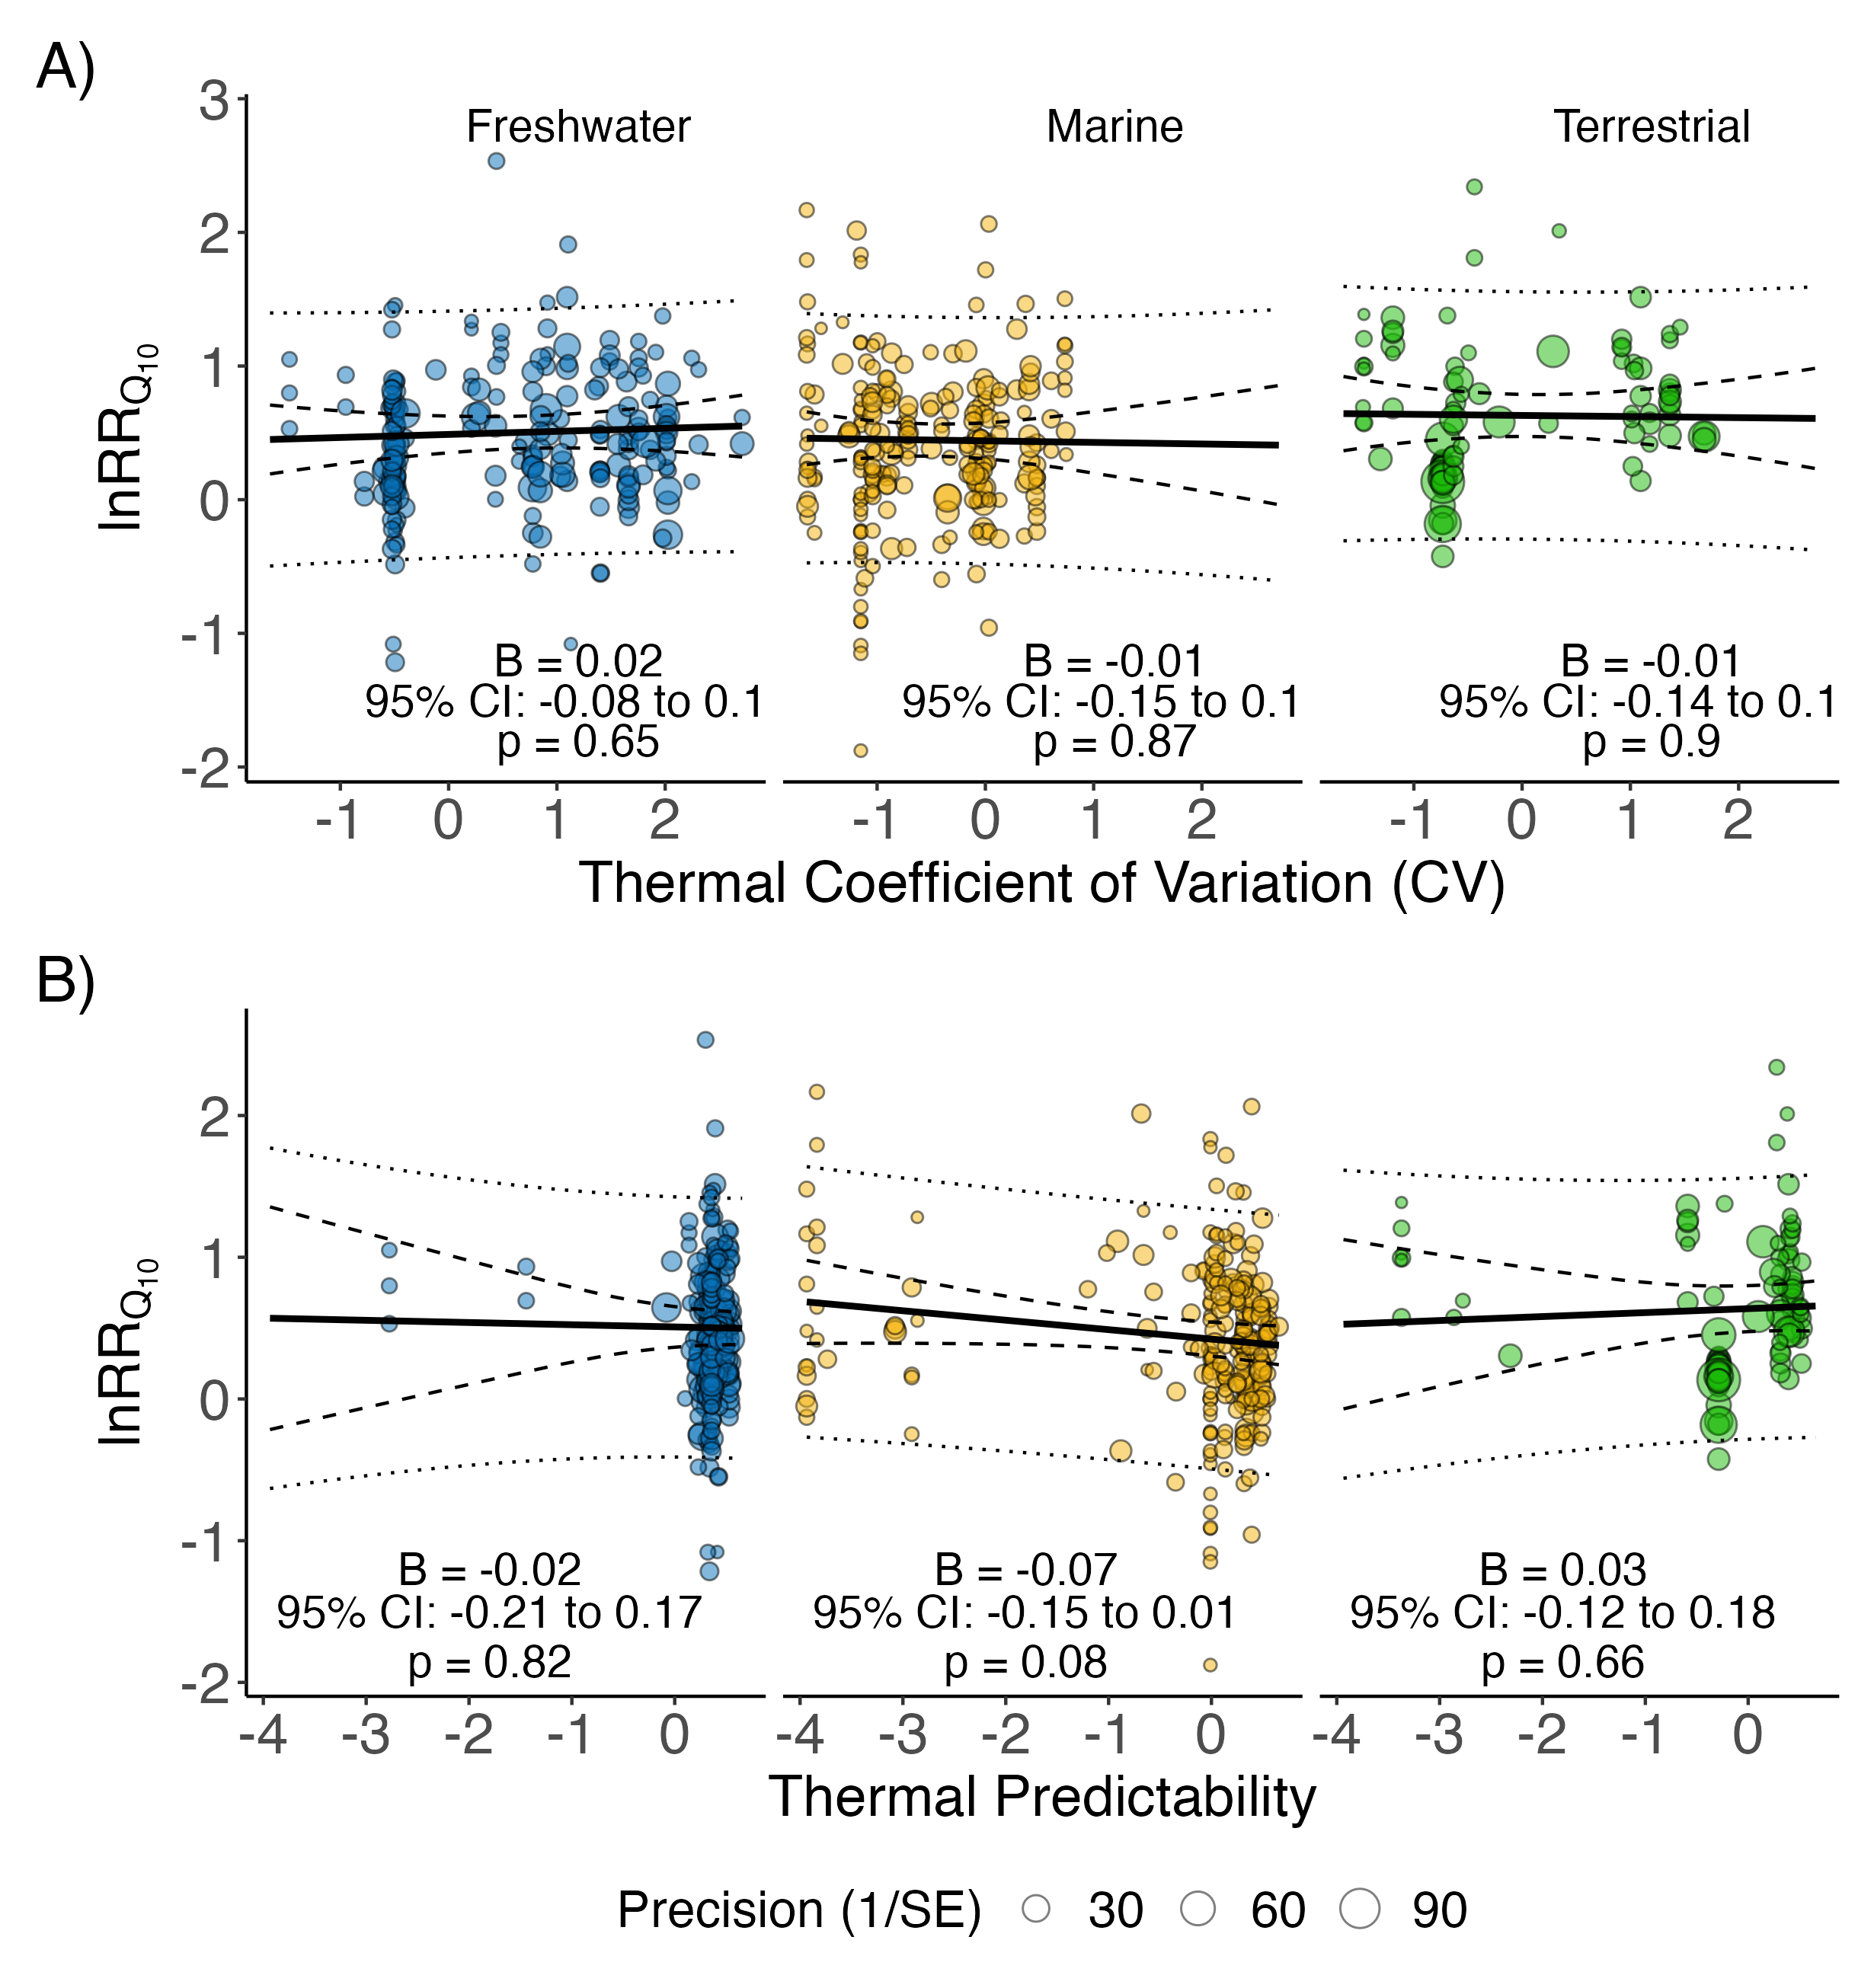 A)
Freshwater Marine Terrestrial
3
2
1
0
-1
-2
lnRRQ10
B = 0.02 B = -0.01 B = -0.01
95% CI: -0.08 to 0.1 95% CI: -0.15 to 0.1 95% CI: -0.14 to 0.1
p = 0.65 p = 0.87 p = 0.9
-1 0 1 2 -1 0 1 2 -1 0 1 2
Thermal Coefficient of Variation (CV)
B)
2
1
0
-1
-2
lnRRQ10
B = -0.02 B = -0.07 B = 0.03
95% CI: -0.21 to 0.17 95% CI: -0.15 to 0.01 95% CI: -0.12 to 0.18
p = 0.82 p = 0.08 p = 0.66
-4 -3 -2 -1 0 -4 -3 -2 -1 0 -4 -3 -2 -1 0
Thermal Predictability
Precision (1/SE) 30 60 90